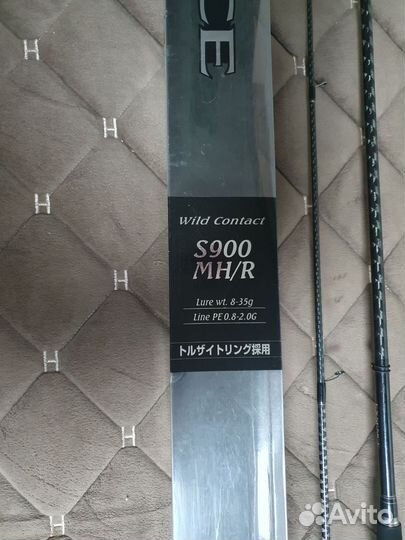 CE
Wild Contact
S900
MH/R
Lure wt. 8-35g
Line PE 0.8-2.0G
トルザイトリング採用
H
H
H
H
H
H
H
H
Avito